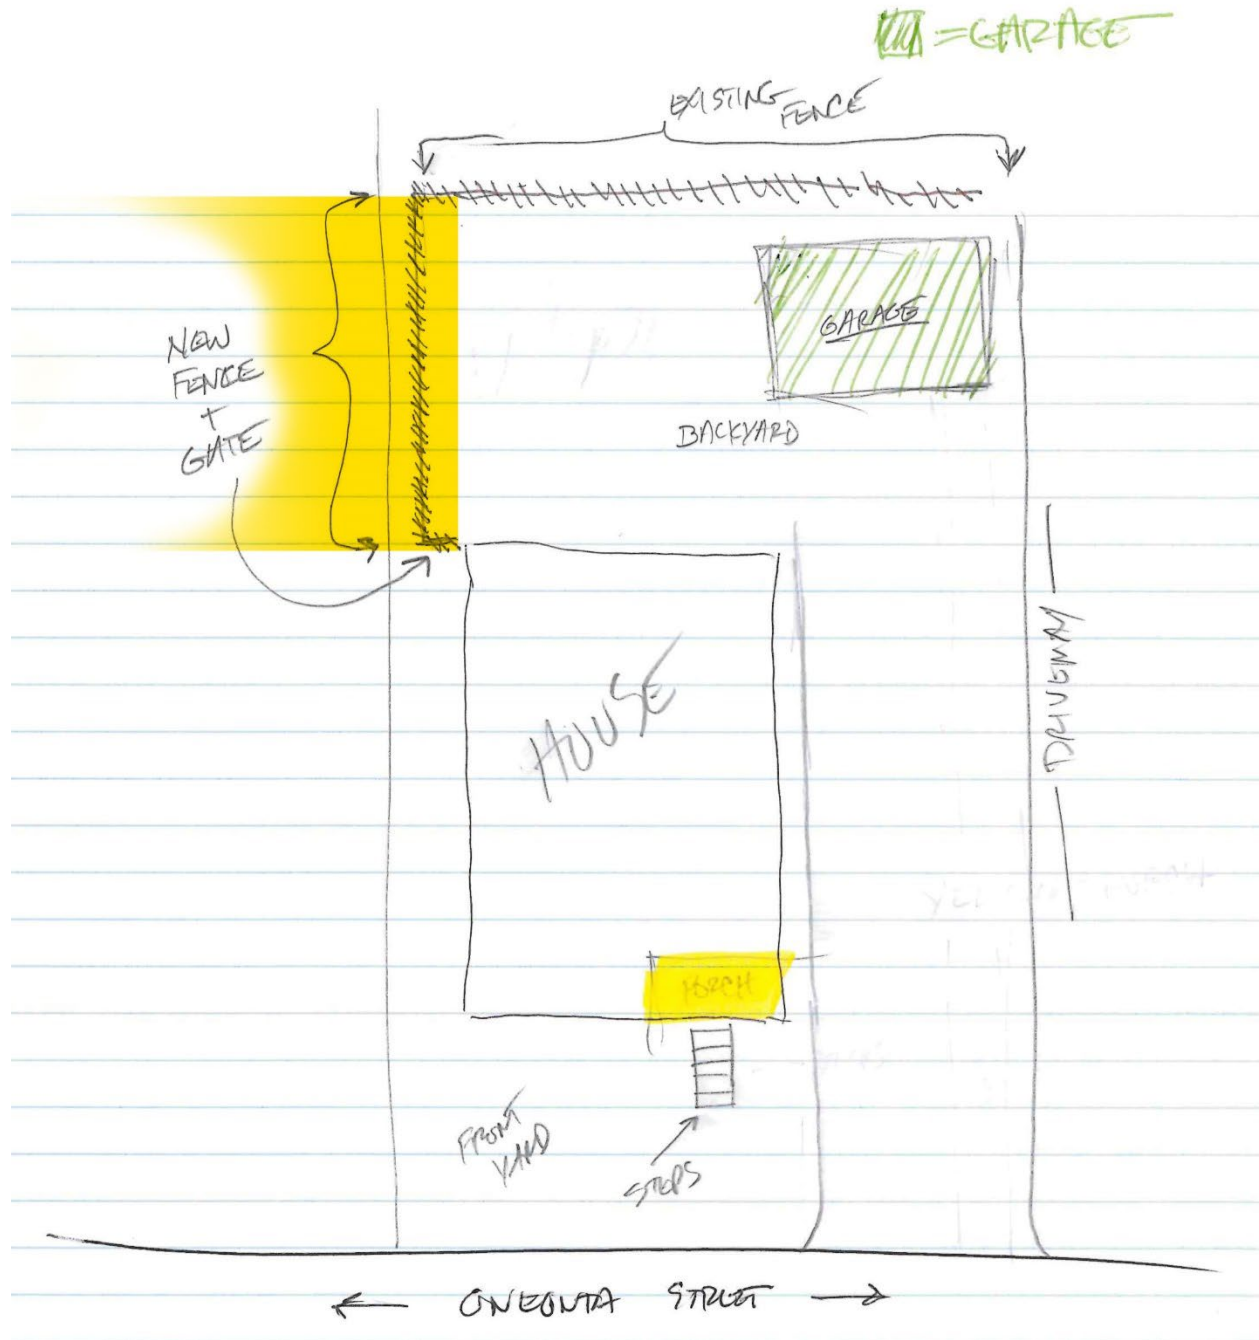 =GARAGE
EXISTING
FENCE
NEW
FENCE
+
GATE
GARAGE
BACKYARD
HOUSE
DRIVEWAY
PORCH
FRONT
YARD
STEPS
ONEONTA STREET